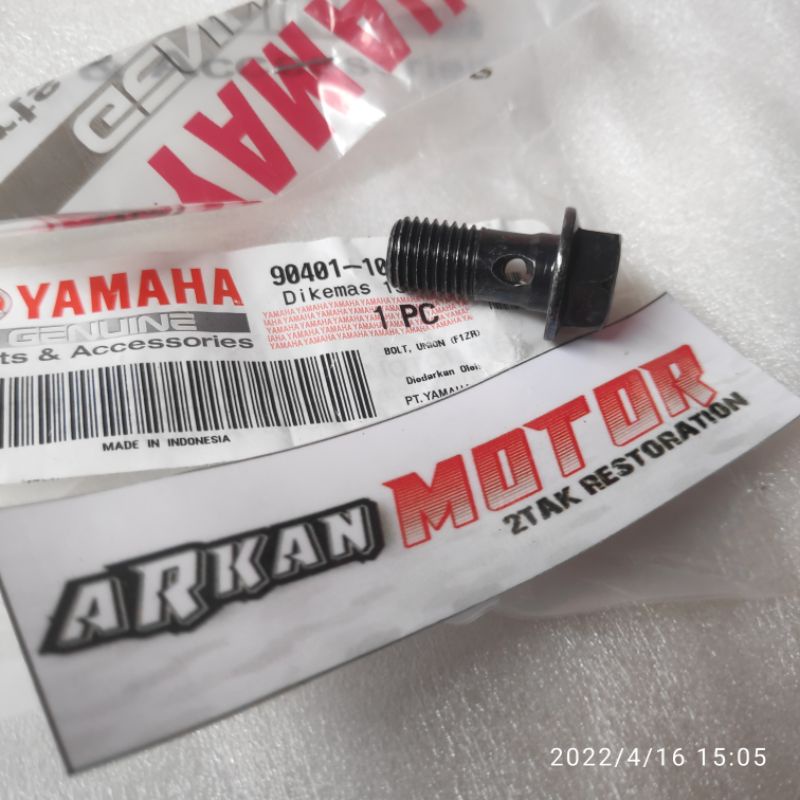 YAMAHA
YAMAHA
GENUINE
ts & Accessories
90401-10
Dikemas
1 PC
BOLT, UNION (F1ZR)
Diedarkan Oleh
PT.YAMAHA
MADE IN INDONESIA
ARKAN MOTOR
2TAK RESTORATION
2022/4/16 15:05